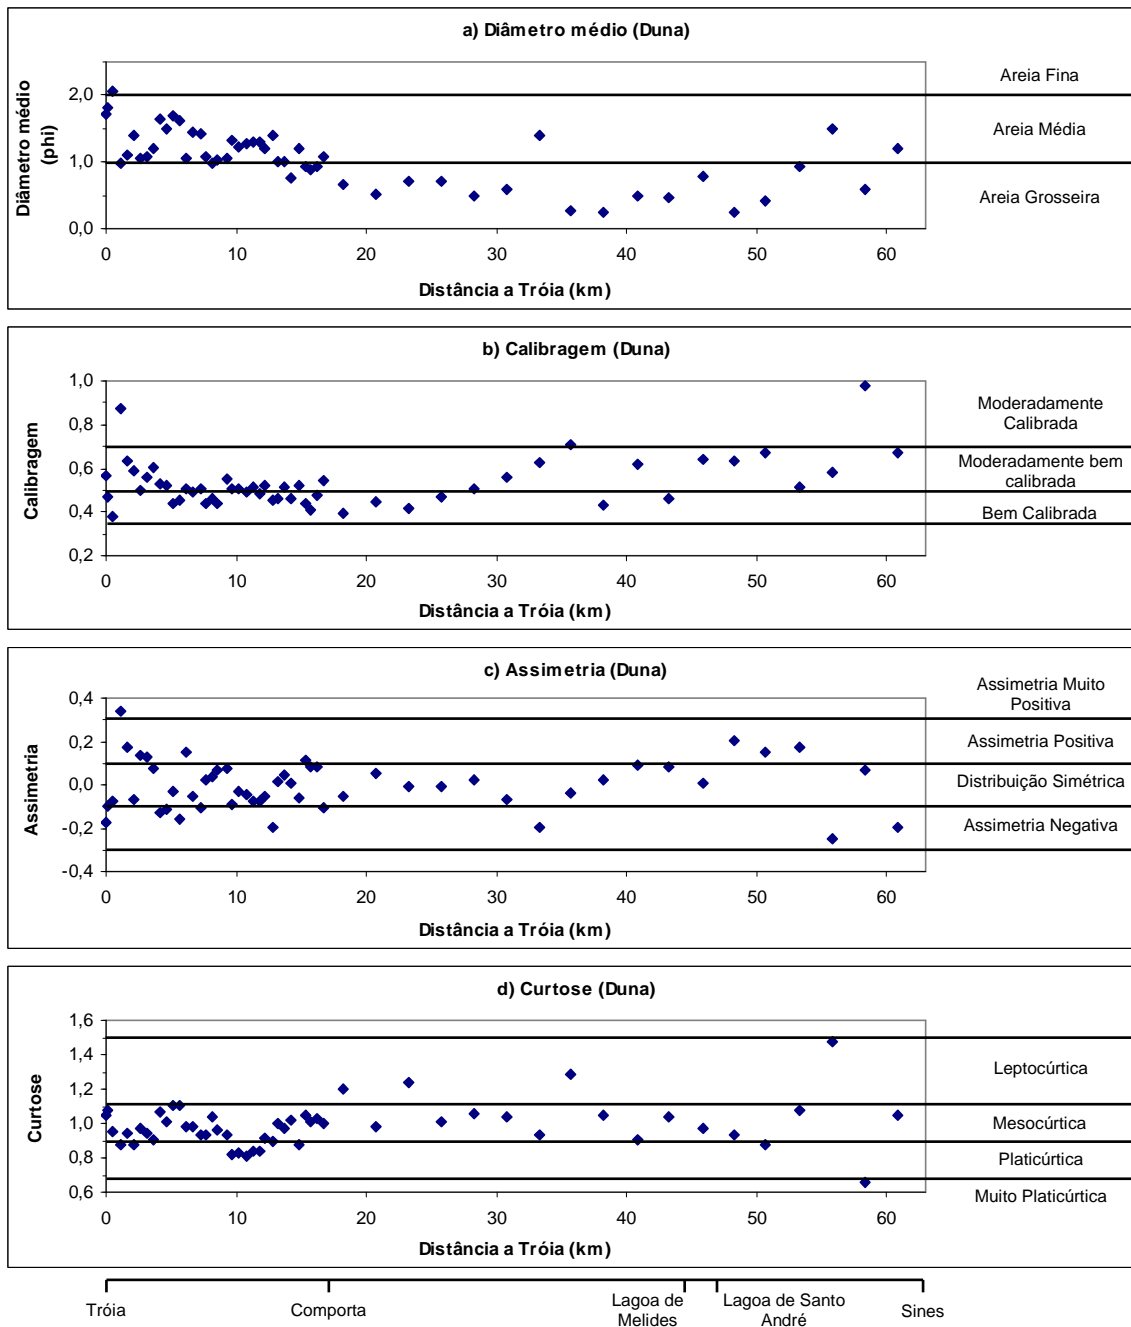 a) Diâmetro médio (Duna)
Diâmetro médio
(phi)
2,0
1,0
0,0
0 10 20 30 40 50 60
Distância a Tróia (km)
Areia Fina
Areia Média
Areia Grosseira
b) Calibragem (Duna)
Calibragem
1,0
0,8
0,6
0,4
0,2
0 10 20 30 40 50 60
Distância a Tróia (km)
Moderadamente
Calibrada
Moderadamente bem
calibrada
Bem Calibrada
c) Assimetria (Duna)
Assimetria
0,4
0,2
0,0
-0,2
-0,4
0 10 20 30 40 50 60
Distância a Tróia (km)
Assimetria Muito
Positiva
Assimetria Positiva
Distribuição Simétrica
Assimetria Negativa
d) Curtose (Duna)
Curtose
1,6
1,4
1,2
1,0
0,8
0,6
0 10 20 30 40 50 60
Distância a Tróia (km)
Leptocúrtica
Mesocúrtica
Platicúrtica
Muito Platicúrtica
Tróia
Comporta
Lagoa de
Melides
Lagoa de Santo
André
Sines